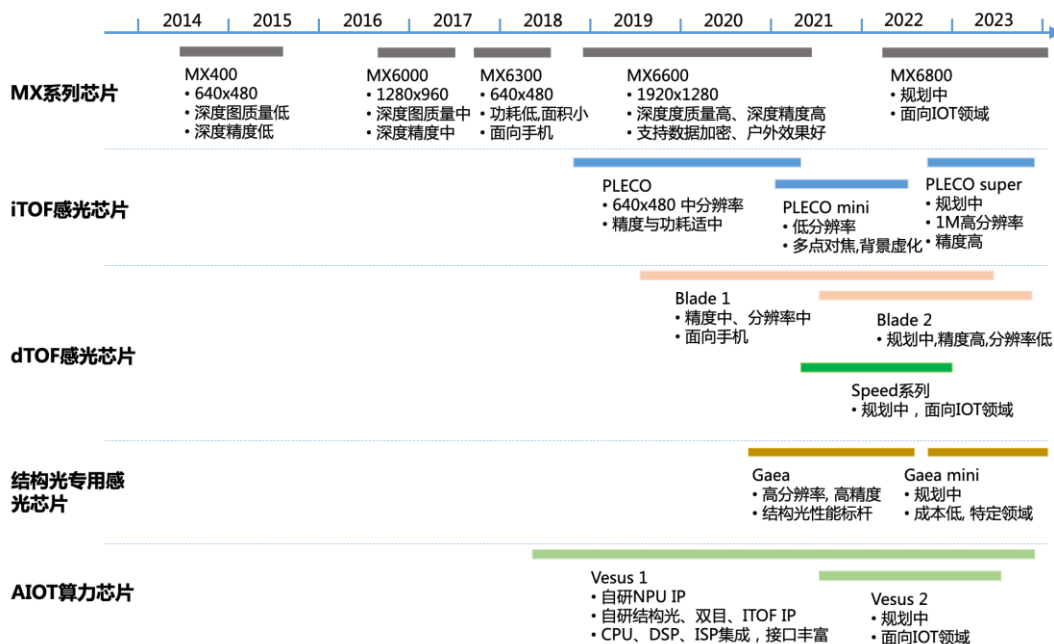 2014 2015 2016 2017 2018 2019 2020 2021 2022 2023
MX系列芯片
MX400
• 640x480
• 深度图质量低
• 深度精度低
MX6000
• 1280x960
• 深度图质量中
• 深度精度中
MX6300
• 640x480
• 功耗低,面积小
• 面向手机
MX6600
• 1920x1280
• 深度度质量高、深度精度高
• 支持数据加密、户外效果好
MX6800
• 规划中
• 面向IOT领域
iTOF感光芯片
PLECO
• 640x480 中分辨率
• 精度与功耗适中
PLECO mini
• 低分辨率
• 多点对焦,背景虚化
PLECO super
• 规划中
• 1M高分辨率
• 精度高
dTOF感光芯片
Blade 1
• 精度中、分辨率中
• 面向手机
Blade 2
• 规划中,精度高,分辨率低
Speed系列
• 规划中，面向IOT领域
结构光专用感
光芯片
Gaea
• 高分辨率, 高精度
• 结构光性能标杆
Gaea mini
• 规划中
• 成本低, 特定领域
AIOT算力芯片
Vesus 1
• 自研NPU IP
• 自研结构光、双目、ITOF IP
• CPU、DSP、ISP集成，接口丰富
Vesus 2
• 规划中
• 面向IOT领域